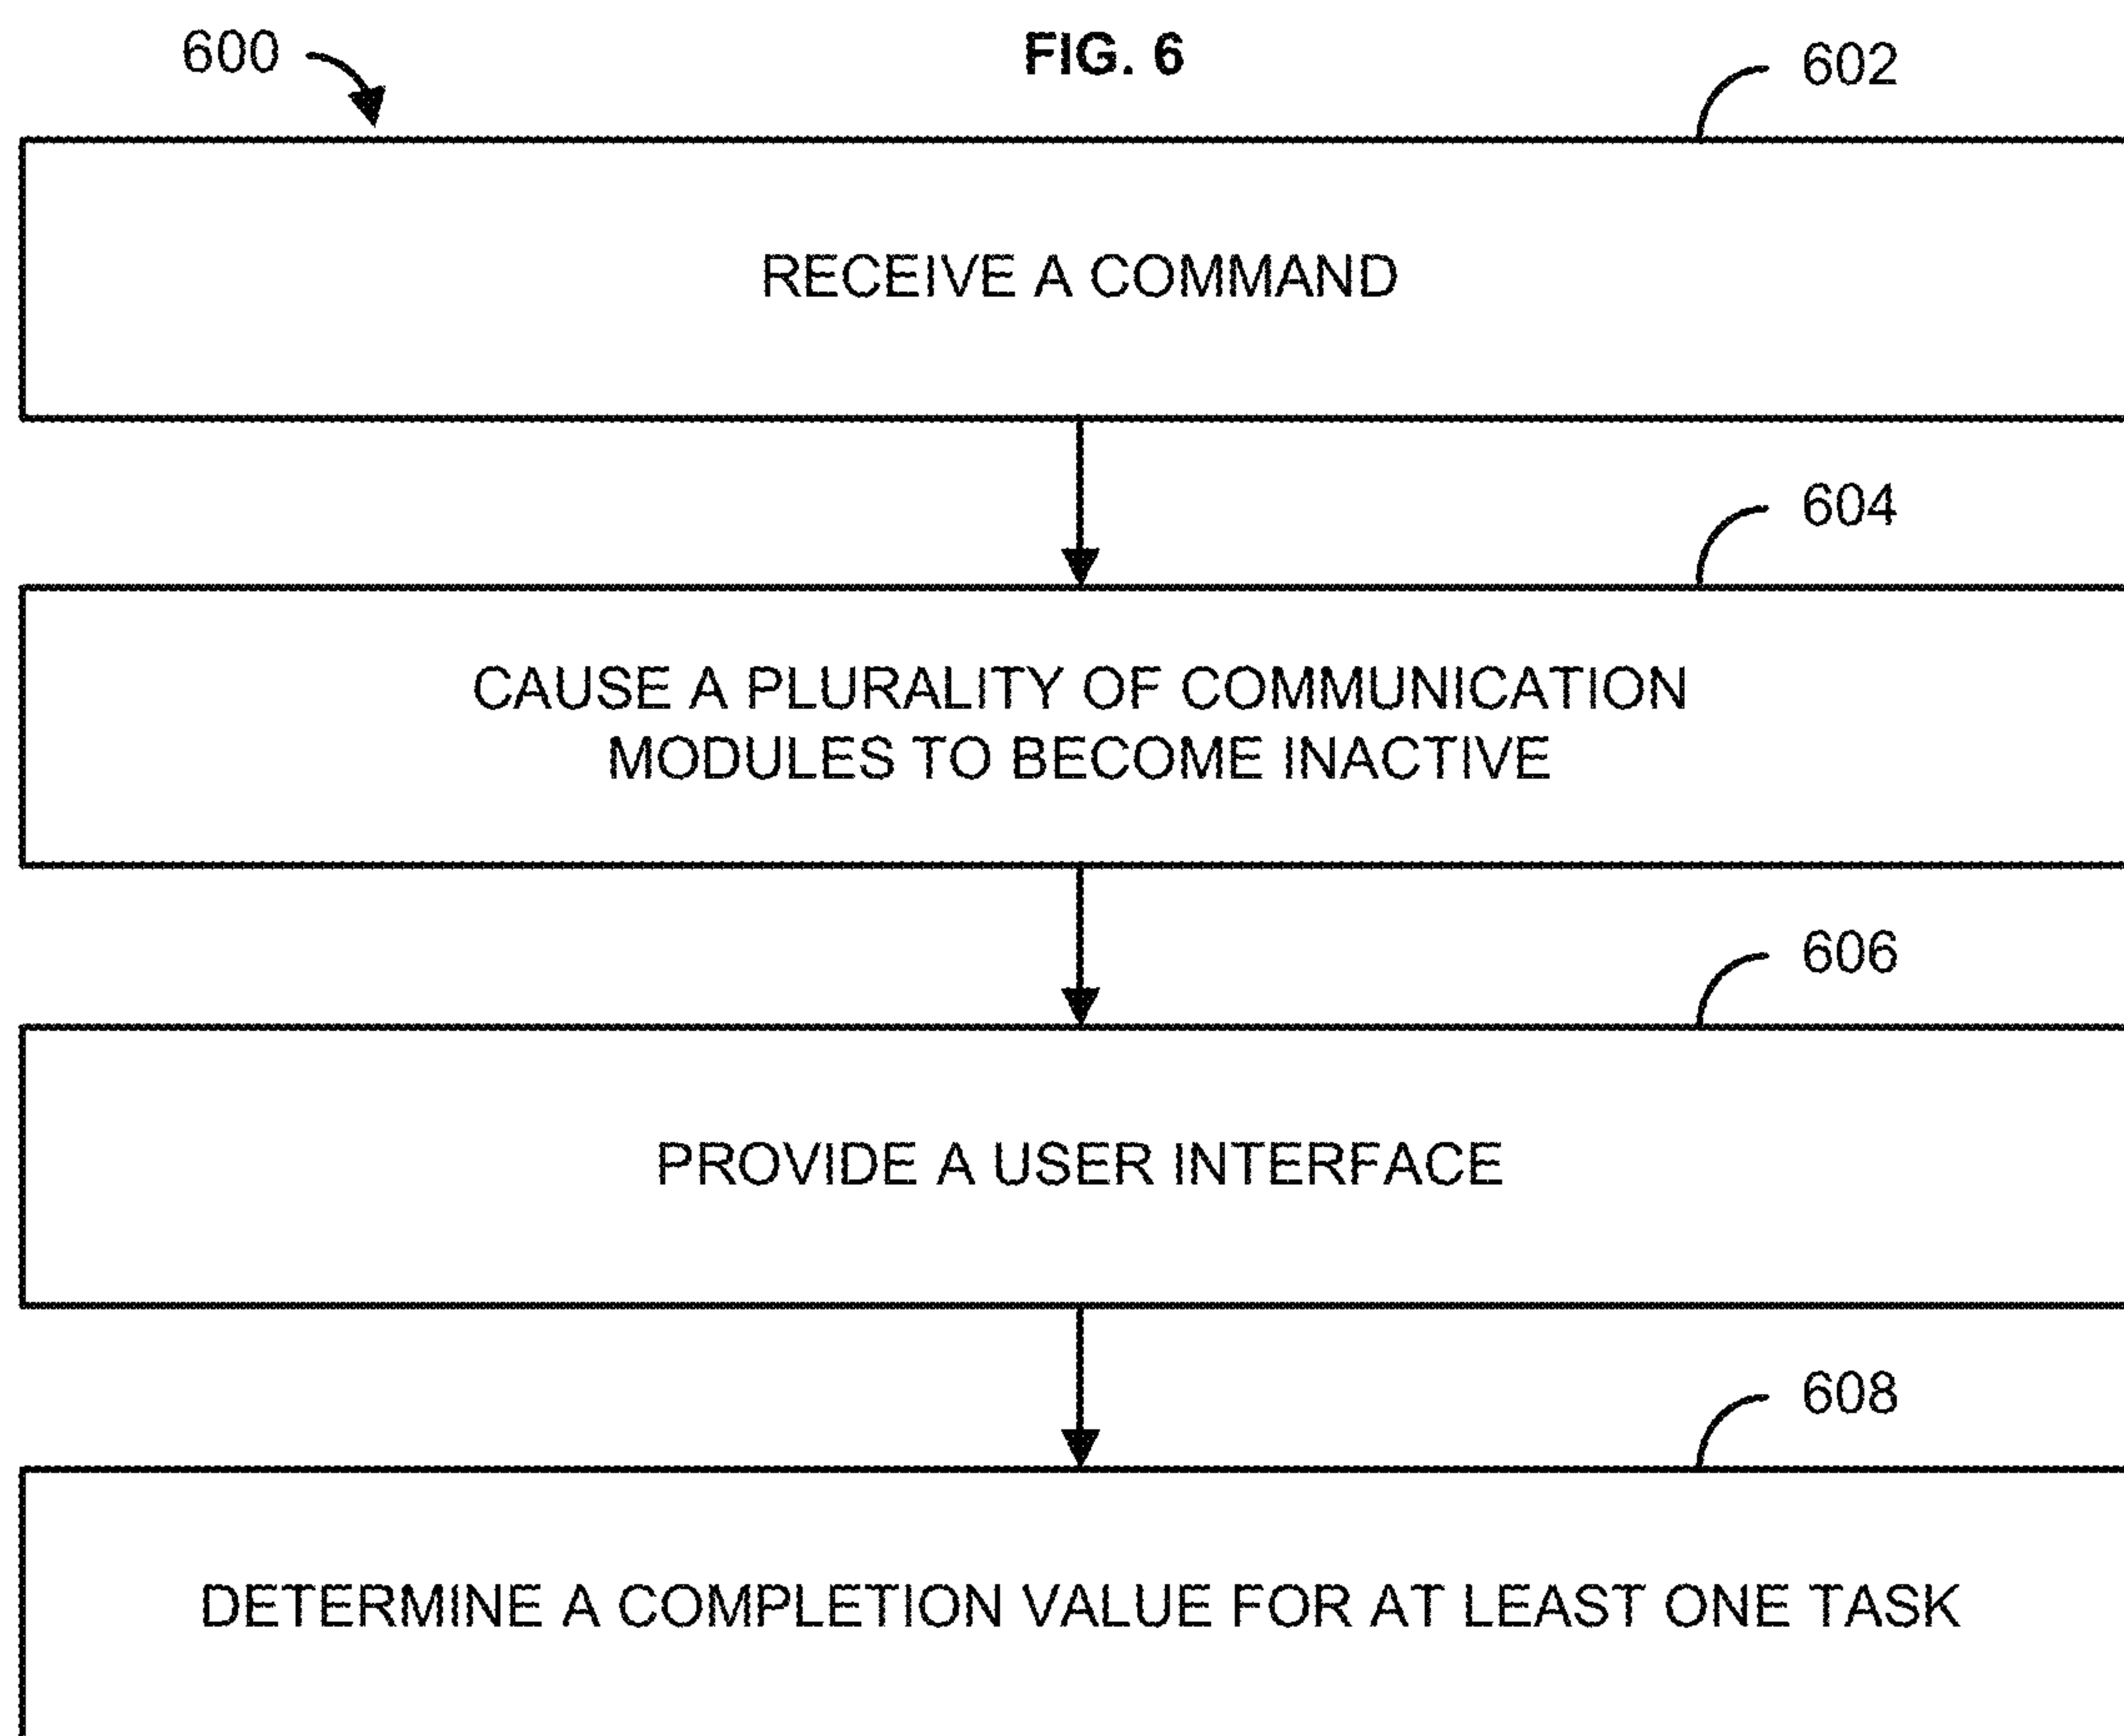 600
FIG. 6
602
RECEIVE A COMMAND
604
CAUSE A PLURALITY OF COMMUNICATION
MODULES TO BECOME INACTIVE
606
PROVIDE A USER INTERFACE
608
DETERMINE A COMPLETION VALUE FOR AT LEAST ONE TASK